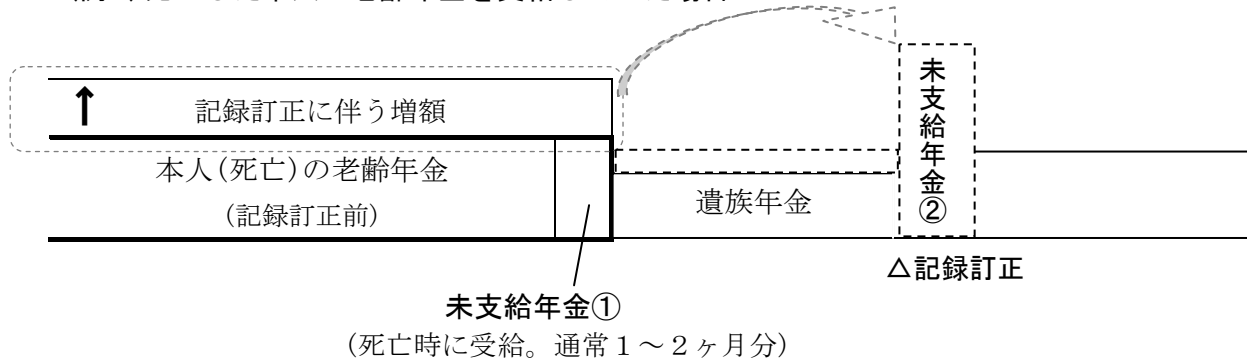 記録訂正に伴う増額
本人(死亡)の老齢年金
(記録訂正前)
遺族年金
未支給年金②
△記録訂正
未支給年金①
(死亡時に受給。通常1~2ヶ月分)